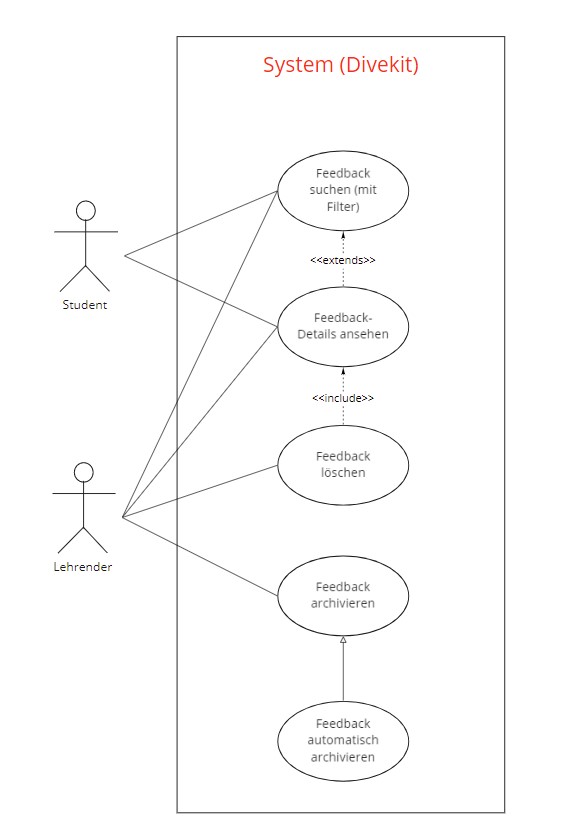 System (Divekit)
Feedback
suchen (mit
Filter)
<<extends>>
Student
Feedback-
Details ansehen
<<include>>
Feedback
löschen
Lehrender
Feedback
archivieren
Feedback
automatisch
archivieren